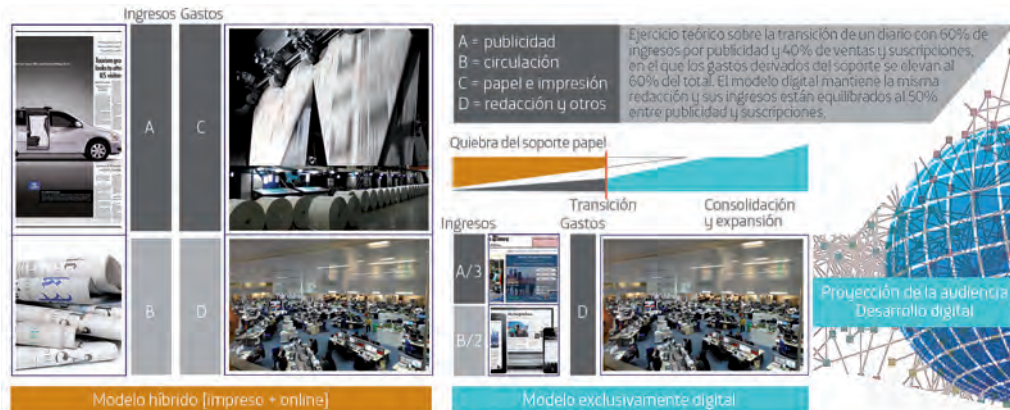 Ingresos Gastos
A
C
B
D
Modelo híbrido [impreso + online]
A = publicidad
B = circulación
C = papel e impresión
D = redacción y otros
Ejercicio teórico sobre la transición de un diario con 60% de
ingresos por publicidad y 40% de ventas y suscripciones,
en el que los gastos derivados del soporte se elevan al
60% del total. El modelo digital mantiene la misma
redacción y sus ingresos están equilibrados al 50%
entre publicidad y suscripciones.
Quiebra del soporte papel
Transición
Consolidación
y expansión
Ingresos
Gastos
A/3
B/2
D
Modelo exclusivamente digital
Proyección de la audiencia
Desarrollo digital